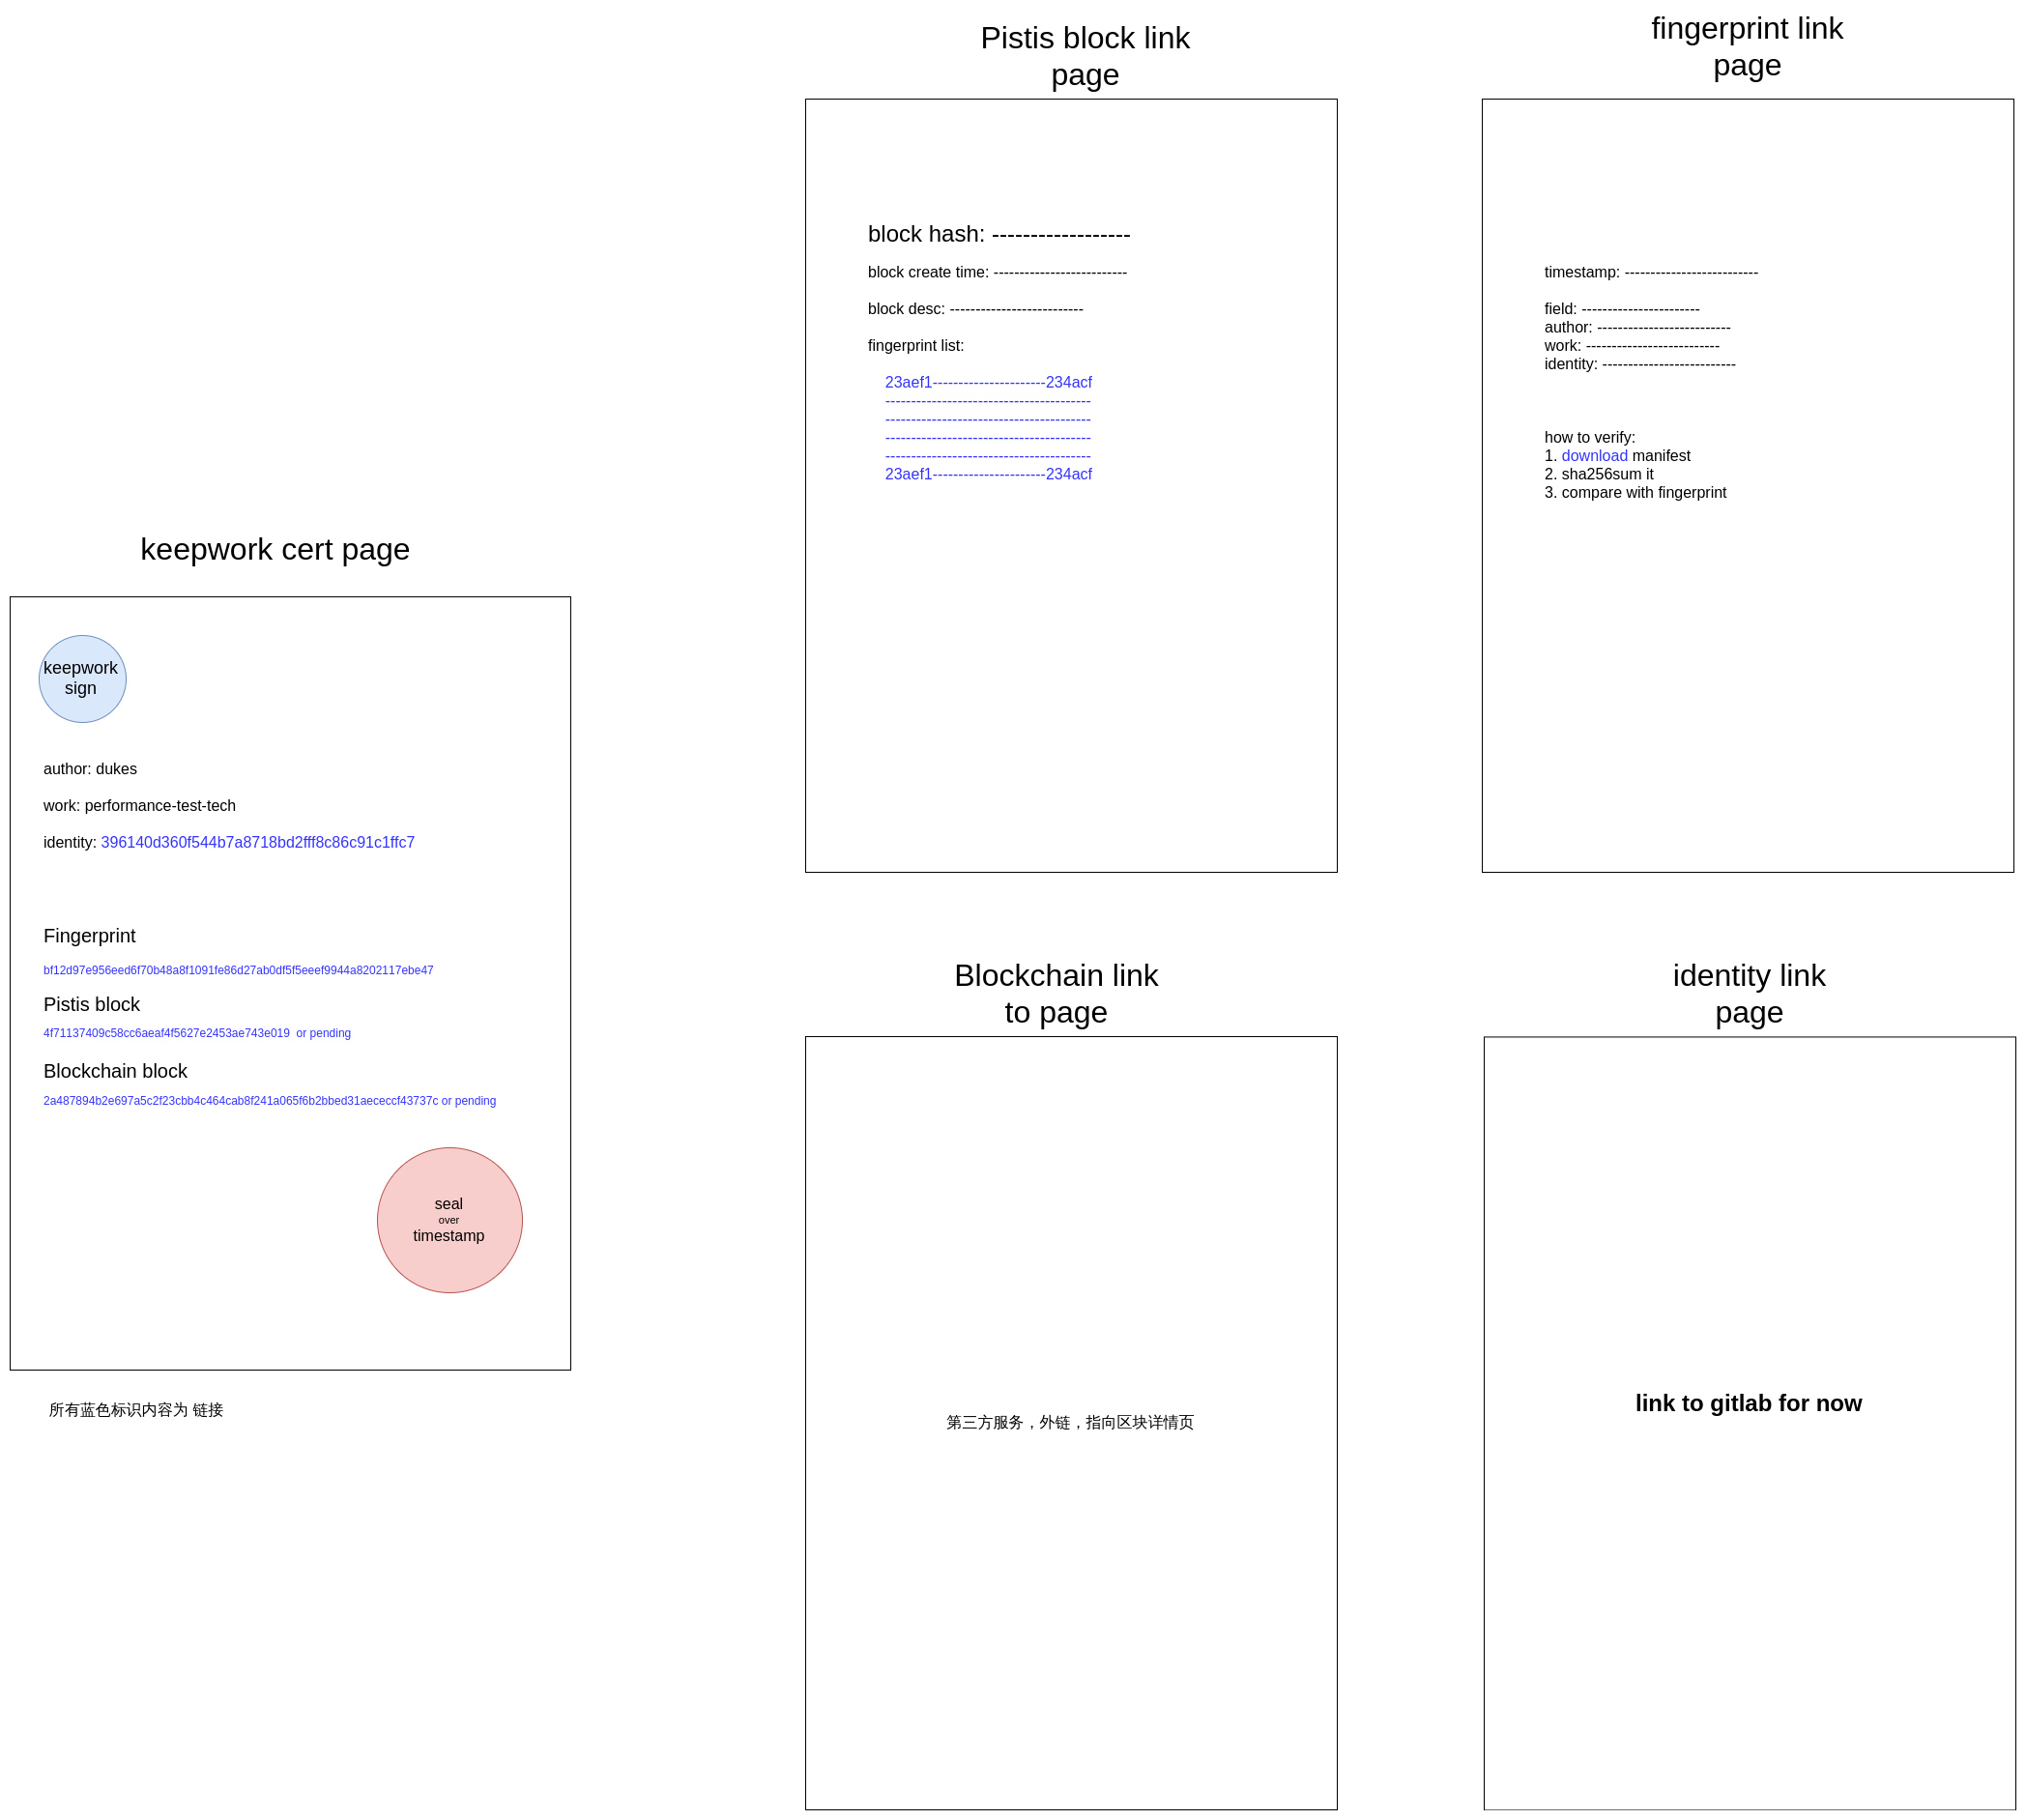 Pistis block link
page
fingerprint link
page
block hash: ------------------
block create time: --------------------------
block desc: --------------------------
fingerprint list:
23aef1----------------------234acf
----------------------------------------
----------------------------------------
----------------------------------------
----------------------------------------
23aef1----------------------234acf
timestamp: --------------------------
field: -----------------------
author: --------------------------
work: --------------------------
identity: --------------------------
how to verify:
1. download manifest
2. sha256sum it
3. compare with fingerprint
keepwork cert page
keepwork
sign
author: dukes
work: performance-test-tech
identity: 396140d360f544b7a8718bd2fff8c86c91c1ffc7
Fingerprint
bf12d97e956eed6f70b48a8f1091fe86d27ab0df5f5eeef9944a8202117ebe47
Pistis block
4f71137409c58cc6aeaf4f5627e2453ae743e019 or pending
Blockchain block
2a487894b2e697a5c2f23cbb4c464cab8f241a065f6b2bbed31aececcf43737c or pending
seal
over
timestamp
所有蓝色标识内容为 链接
Blockchain link
to page
第三方服务，外链，指向区块详情页
identity link
page
link to gitlab for now